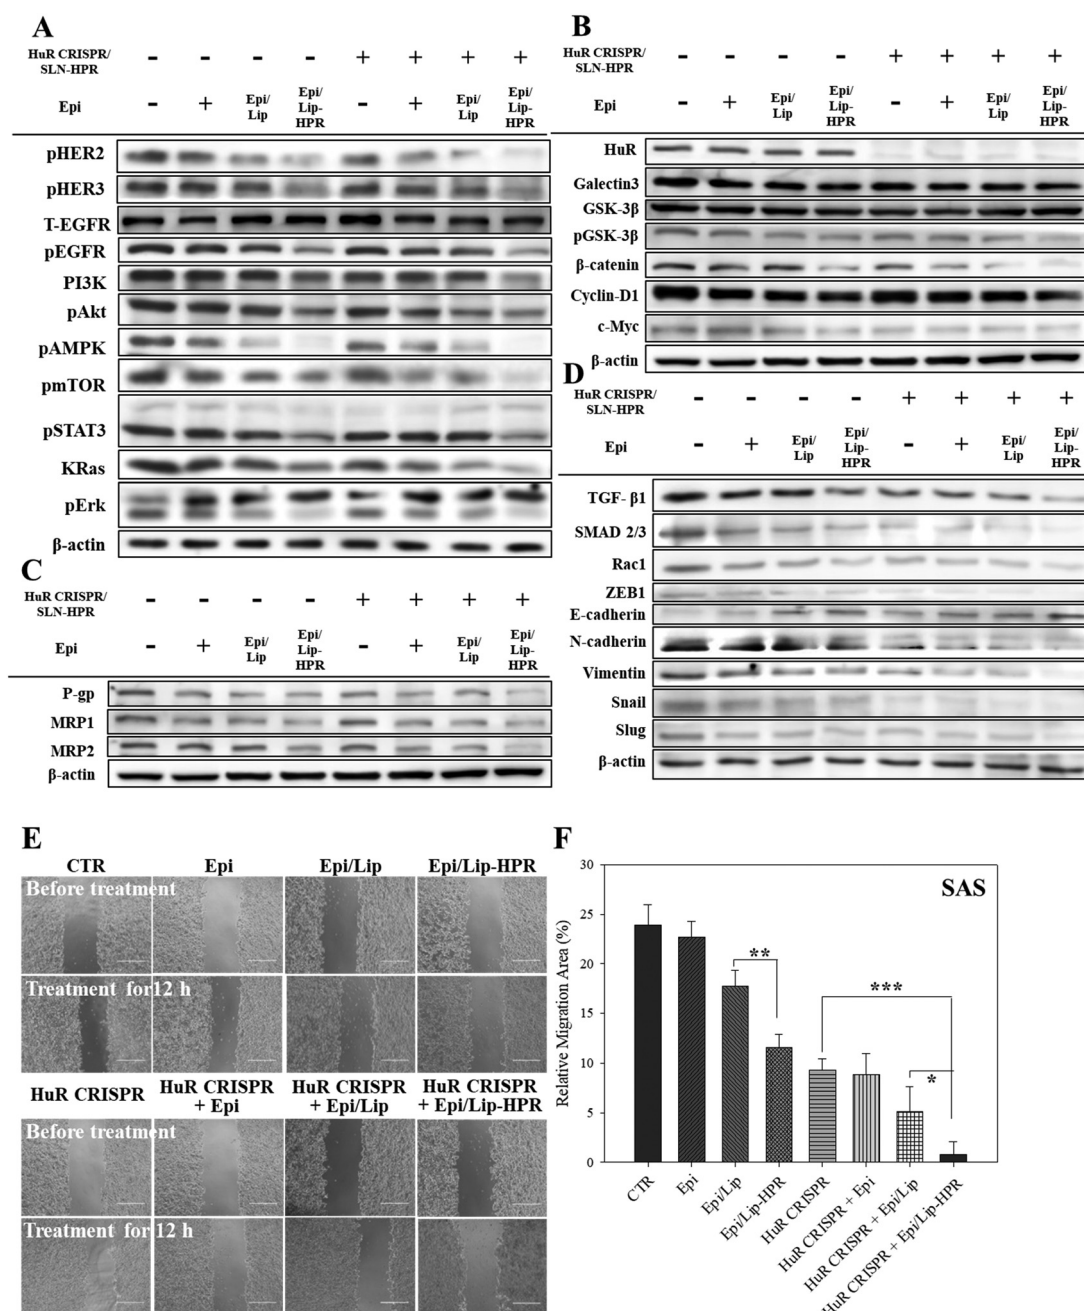 A
HuR CRISPR/
SLN-HPR
- - - - + + + +
Epi
- + Epi/Lip Epi/Lip-HPR - + Epi/Lip Epi/Lip-HPR
pHER2
pHER3
T-EGFR
pEGFR
PI3K
pAkt
pAMPK
pmTOR
pSTAT3
KRas
pErk
β-actin
B
HuR CRISPR/
SLN-HPR
- - - - + + + +
Epi
- + Epi/Lip Epi/Lip-HPR - + Epi/Lip Epi/Lip-HPR
HuR
Galectin3
GSK-3β
pGSK-3β
β-catenin
Cyclin-D1
c-Myc
β-actin
C
HuR CRISPR/
SLN-HPR
- - - - + + + +
Epi
- + Epi/Lip Epi/Lip-HPR - + Epi/Lip Epi/Lip-HPR
P-gp
MRP1
MRP2
β-actin
D
HuR CRISPR/
SLN-HPR
- - - - + + + +
Epi
- + Epi/Lip Epi/Lip-HPR - + Epi/Lip Epi/Lip-HPR
TGF- β1
SMAD 2/3
Rac1
ZEB1
E-cadherin
N-cadherin
Vimentin
Snail
Slug
β-actin
E
CTR Epi Epi/Lip Epi/Lip-HPR
Before treatment
Treatment for 12 h
HuR CRISPR HuR CRISPR + Epi HuR CRISPR + Epi/Lip HuR CRISPR + Epi/Lip-HPR
Before treatment
Treatment for 12 h
F
SAS
Relative Migration Area (%)
30
25
20
15
10
5
0
**
***
*
CTR
Epi
Epi/Lip
Epi/Lip-HPR
HuR CRISPR
HuR CRISPR + Epi
HuR CRISPR + Epi/Lip
HuR CRISPR + Epi/Lip-HPR